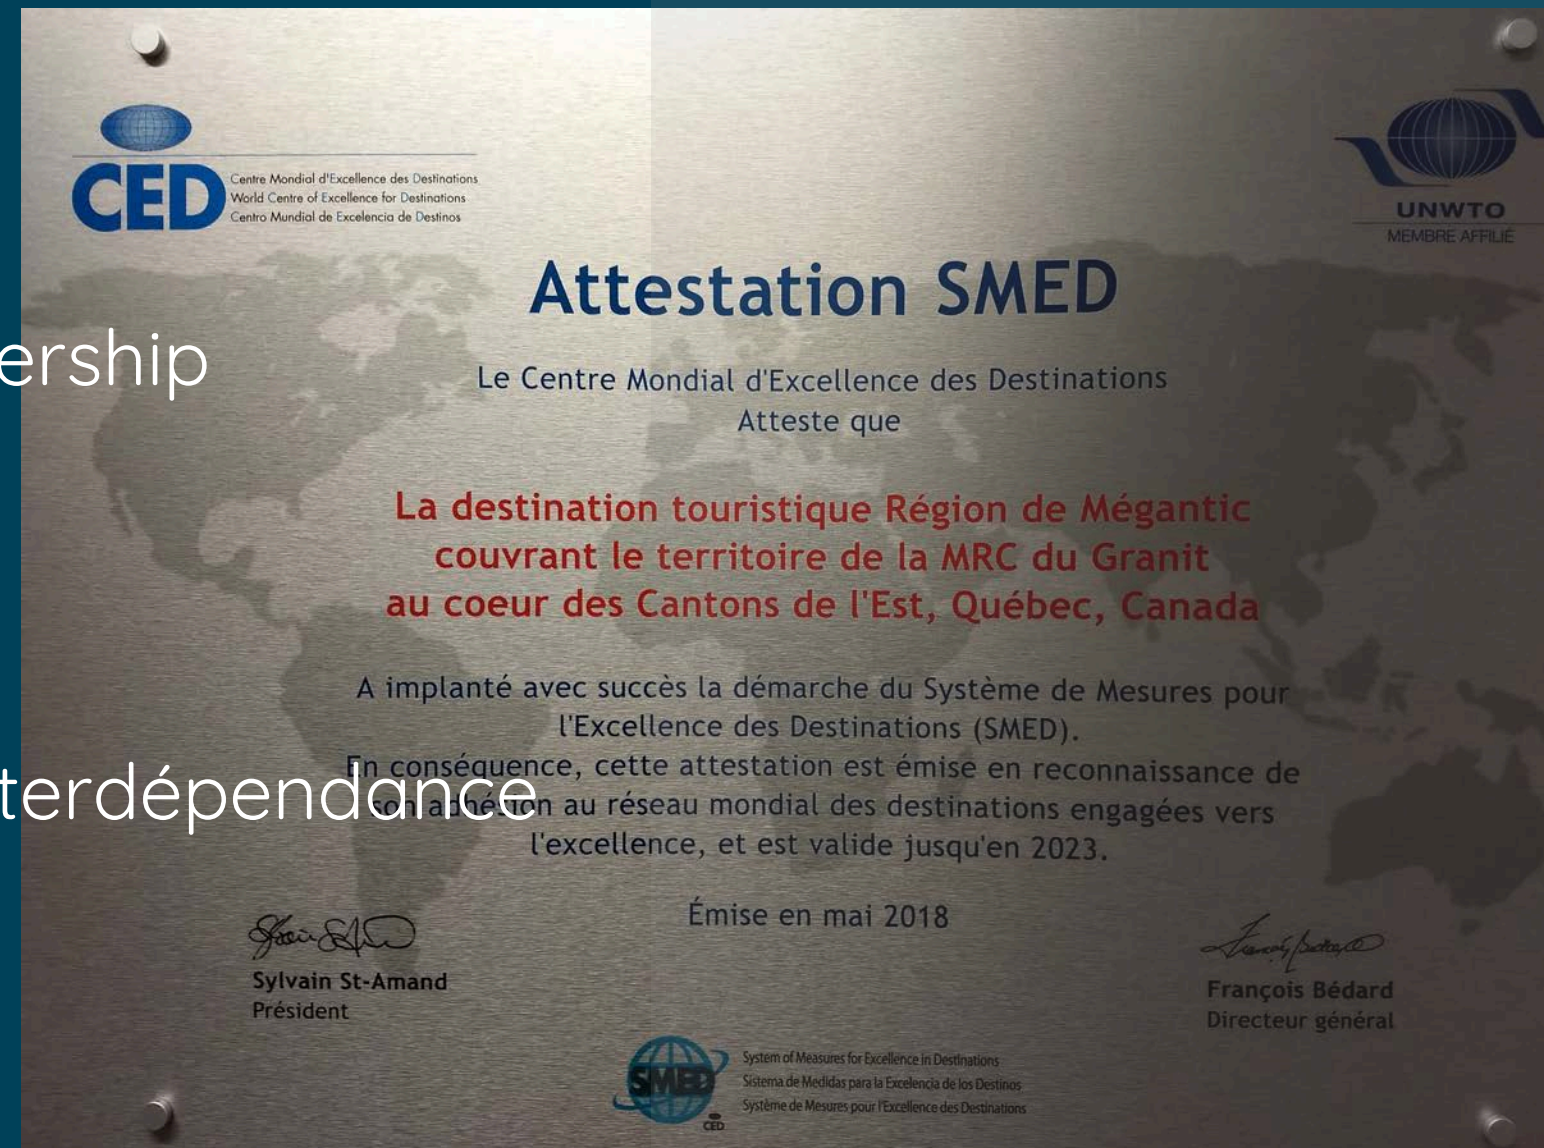 CED
Centre Mondial d'Excellence des Destinations
World Centre of Excellence for Destinations
Centro Mundial de Excelencia de Destinos
UNWTO
MEMBRE AFFILIÉ
Attestation SMED
ership
Le Centre Mondial d'Excellence des Destinations
Atteste que
La destination touristique Région de Mégantic
couvrant le territoire de la MRC du Granit
au coeur des Cantons de l'Est, Québec, Canada
A implanté avec succès la démarche du Système de Mesures pour
l'Excellence des Destinations (SMED).
En conséquence, cette attestation est émise en reconnaissance de
terdépendance
son adhésion au réseau mondial des destinations engagées vers
l'excellence, et est valide jusqu'en 2023.
Émise en mai 2018
Sylvain St-Amand
Président
François Bédard
Directeur général
SMED
CED
System of Measures for Excellence in Destinations
Sistema de Medidas para la Excelencia de los Destinos
Système de Mesures pour l'Excellence des Destinations